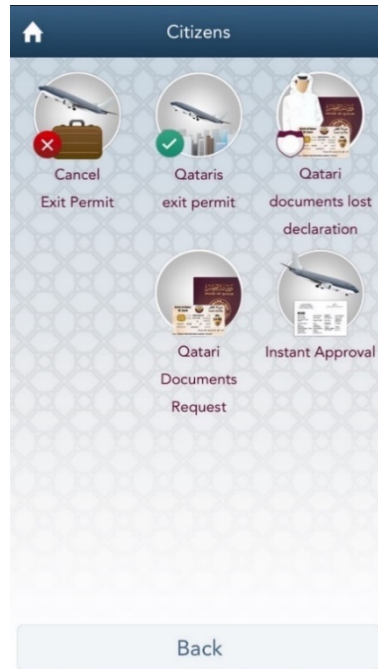 Citizens
Cancel
Exit Permit
Qataris
exit permit
Qatari
documents lost
declaration
Qatari
Documents
Request
Instant Approval
Back